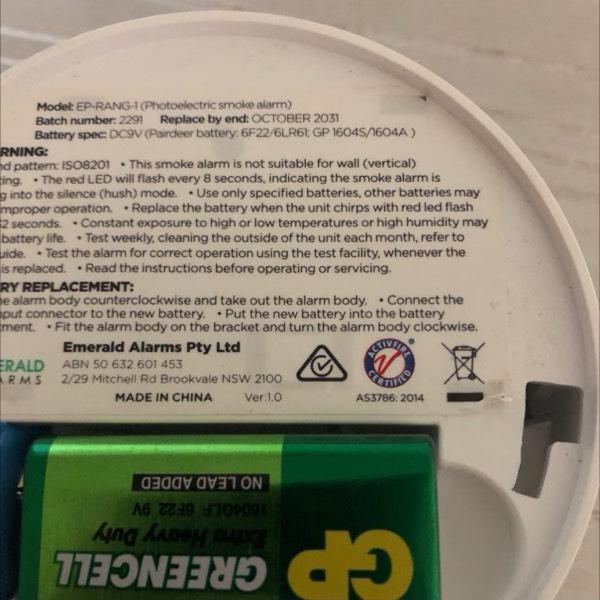 Model: EP-RANG-1 (Photoelectric smoke alarm)
Batch number: 2291 Replace by end: OCTOBER 2031
Battery spec: DC9V (Pairdeer battery: 6F22/6LR61; GP 1604S/1604A )
RNING:
nd pattern: ISO8201 • This smoke alarm is not suitable for wall (vertical)
ting. • The red LED will flash every 8 seconds, indicating the smoke alarm is
g into the silence (hush) mode. • Use only specified batteries, other batteries may
mproper operation. • Replace the battery when the unit chirps with red led flash
2 seconds. • Constant exposure to high or low temperatures or high humidity may
battery life. • Test weekly, cleaning the outside of the unit each month, refer to
uide. • Test the alarm for correct operation using the test facility, whenever the
is replaced. • Read the instructions before operating or servicing.
RY REPLACEMENT:
e alarm body counterclockwise and take out the alarm body. • Connect the
put connector to the new battery. • Put the new battery into the battery
ment. • Fit the alarm body on the bracket and turn the alarm body clockwise.
Emerald Alarms Pty Ltd
ERALD
ARMS
ABN 50 632 601 453
2/29 Mitchell Rd Brookvale NSW 2100
MADE IN CHINA Ver:1.0
ACTIVFIRE
CERTIFIED
AS3786: 2014
NO LEAD ADDED
1604GLF 6F22 9V
Extra Heavy Duty
GREENCELL
GP